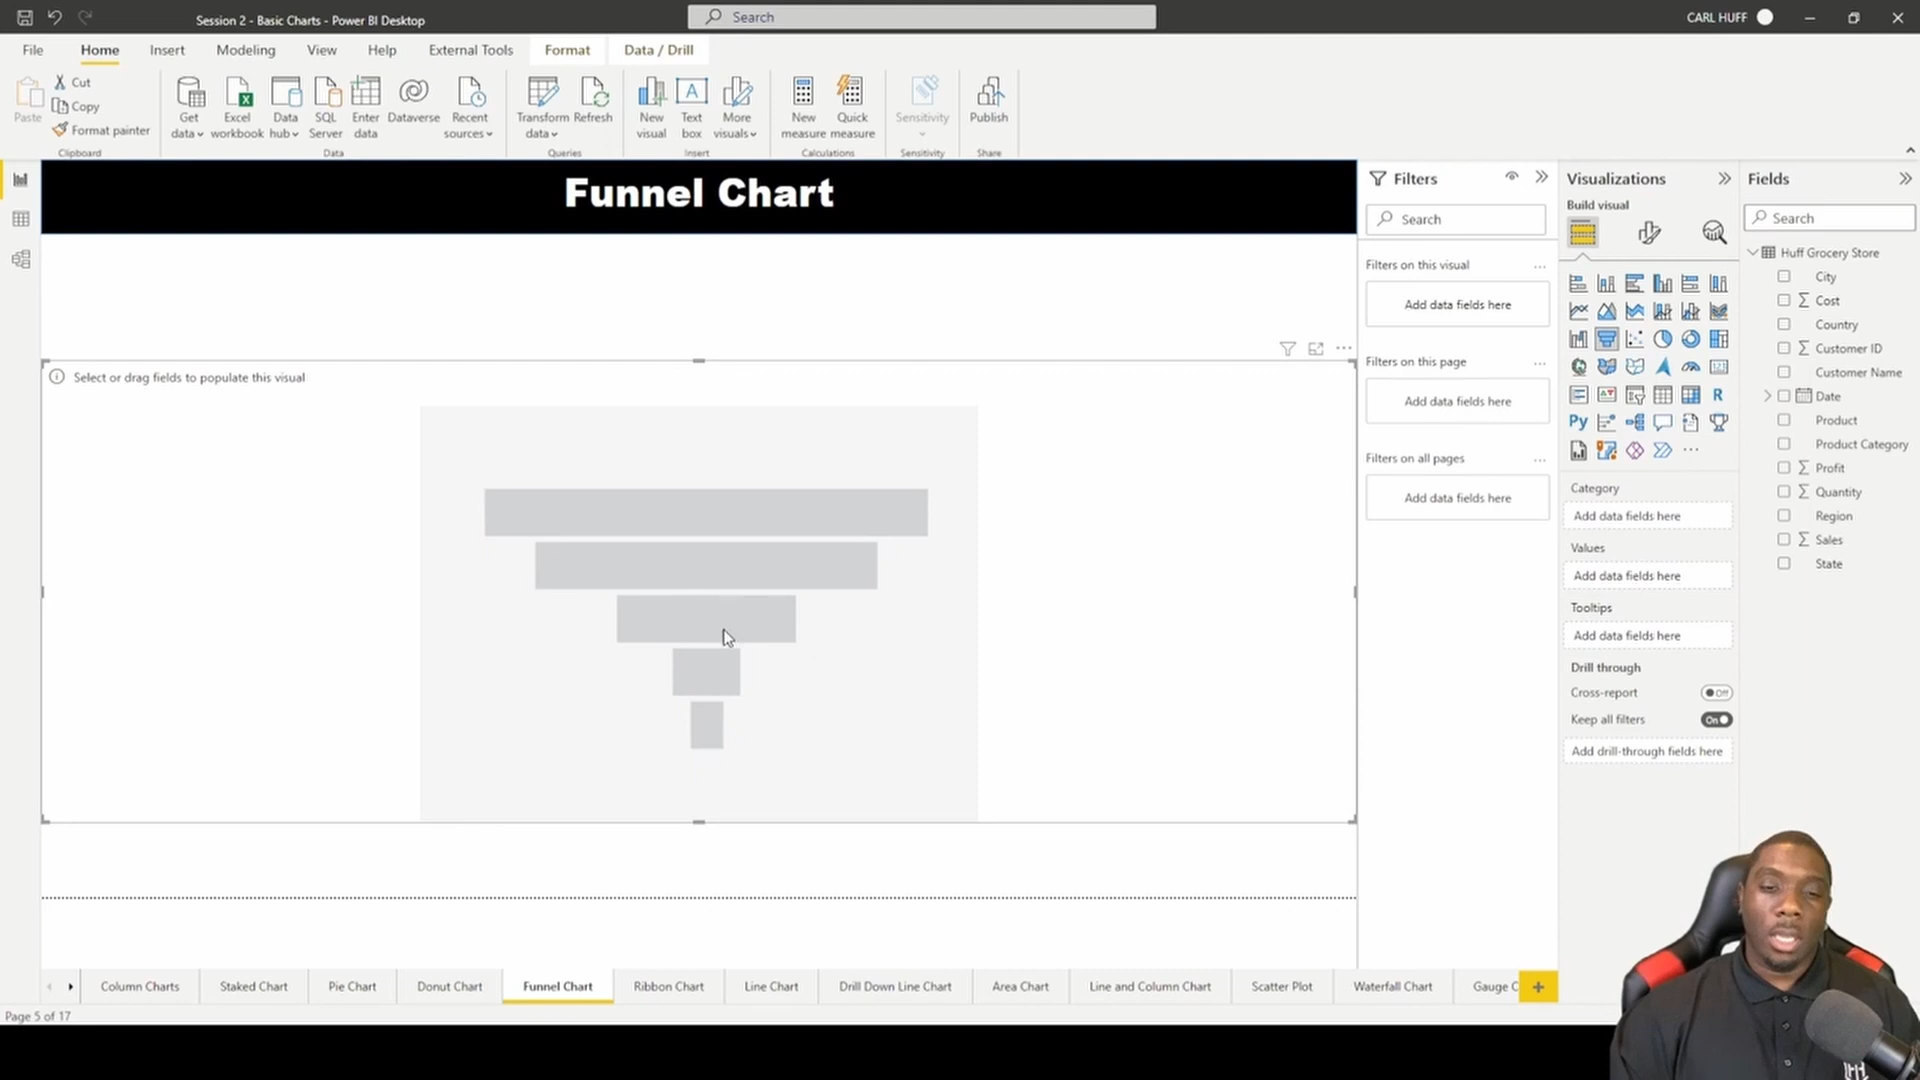 Session 2 - Basic Charts - Power BI Desktop
Search
CARL HUFF
File
Home
Insert
Modeling
View
Help
External Tools
Format
Data / Drill
Paste
Cut
Copy
Format painter
Clipboard
Get data
Excel workbook
Data hub
SQL Server
Enter data
Dataverse
Recent sources
Data
Transform data
Refresh
Queries
New visual
Text box
More visuals
Insert
New measure
Quick measure
Calculations
Sensitivity
Sensitivity
Publish
Share
Funnel Chart
Select or drag fields to populate this visual
Filters
Search
Filters on this visual
Add data fields here
Filters on this page
Add data fields here
Filters on all pages
Add data fields here
Visualizations
Build visual
R
Py
Category
Add data fields here
Values
Add data fields here
Tooltips
Add data fields here
Drill through
Cross-report
Off
Keep all filters
On
Add drill-through fields here
Fields
Search
Huff Grocery Store
City
Cost
Country
Customer ID
Customer Name
Date
Product
Product Category
Profit
Quantity
Region
Sales
State
Column Charts
Staked Chart
Pie Chart
Donut Chart
Funnel Chart
Ribbon Chart
Line Chart
Drill Down Line Chart
Area Chart
Line and Column Chart
Scatter Plot
Waterfall Chart
Gauge C
Page 5 of 17